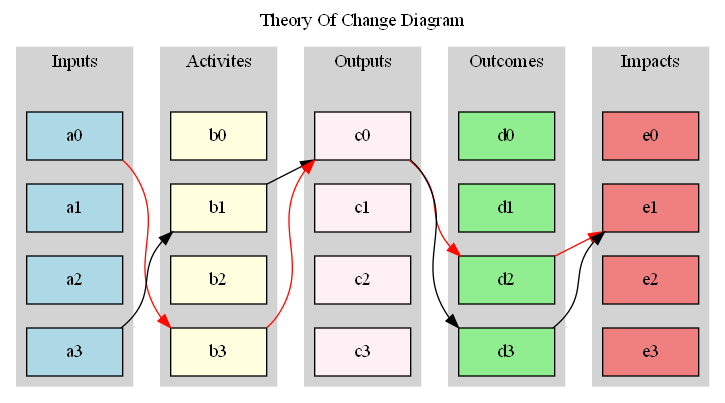 Theory Of Change Diagram
Inputs Activites Outputs Outcomes Impacts
a0 b0 c0 d0 e0
a1 b1 c1 d1 e1
a2 b2 c2 d2 e2
a3 b3 c3 d3 e3